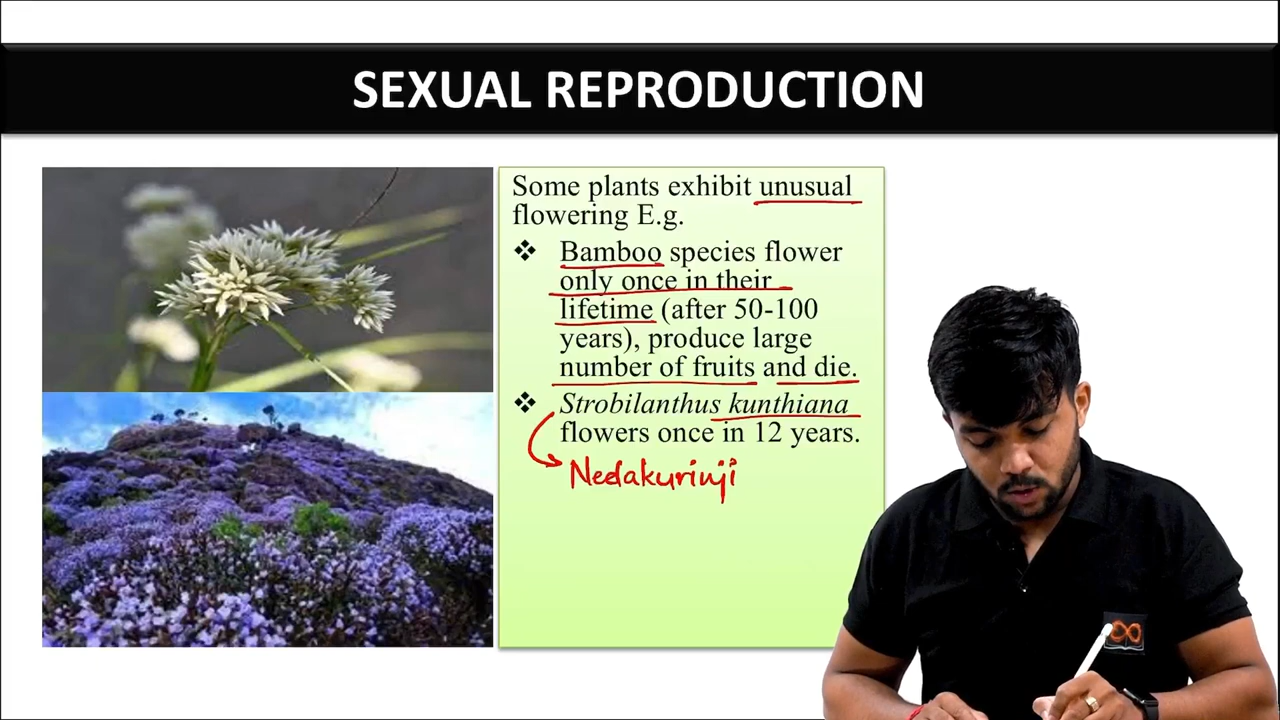 SEXUAL REPRODUCTION
Some plants exhibit unusual
flowering E.g.
❖ Bamboo species flower
only once in their
lifetime (after 50-100
years), produce large
number of fruits and die.
❖ Strobilanthus kunthiana
flowers once in 12 years.
Nedakurinji